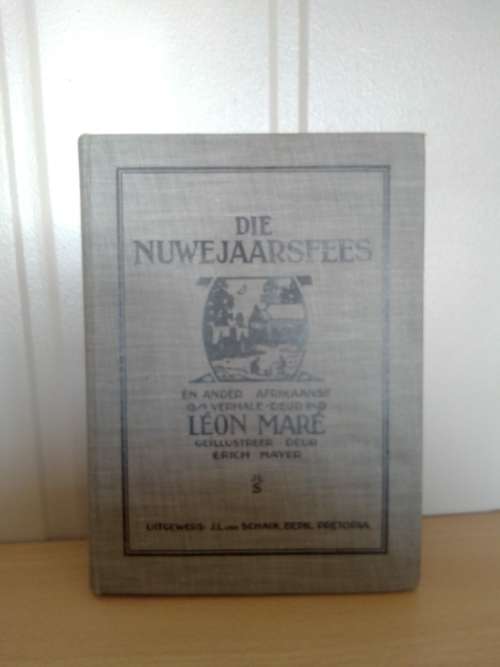 DIE
NUWEJAARSFEES
EN ANDER AFRIKAANSE
VERHALE DEUR
LÉON MARÉ
GEÏLLUSTREER DEUR
ERICH MAYER
S
UITGEWERS: J.L. VAN SCHAIK, BEPK, PRETORIA